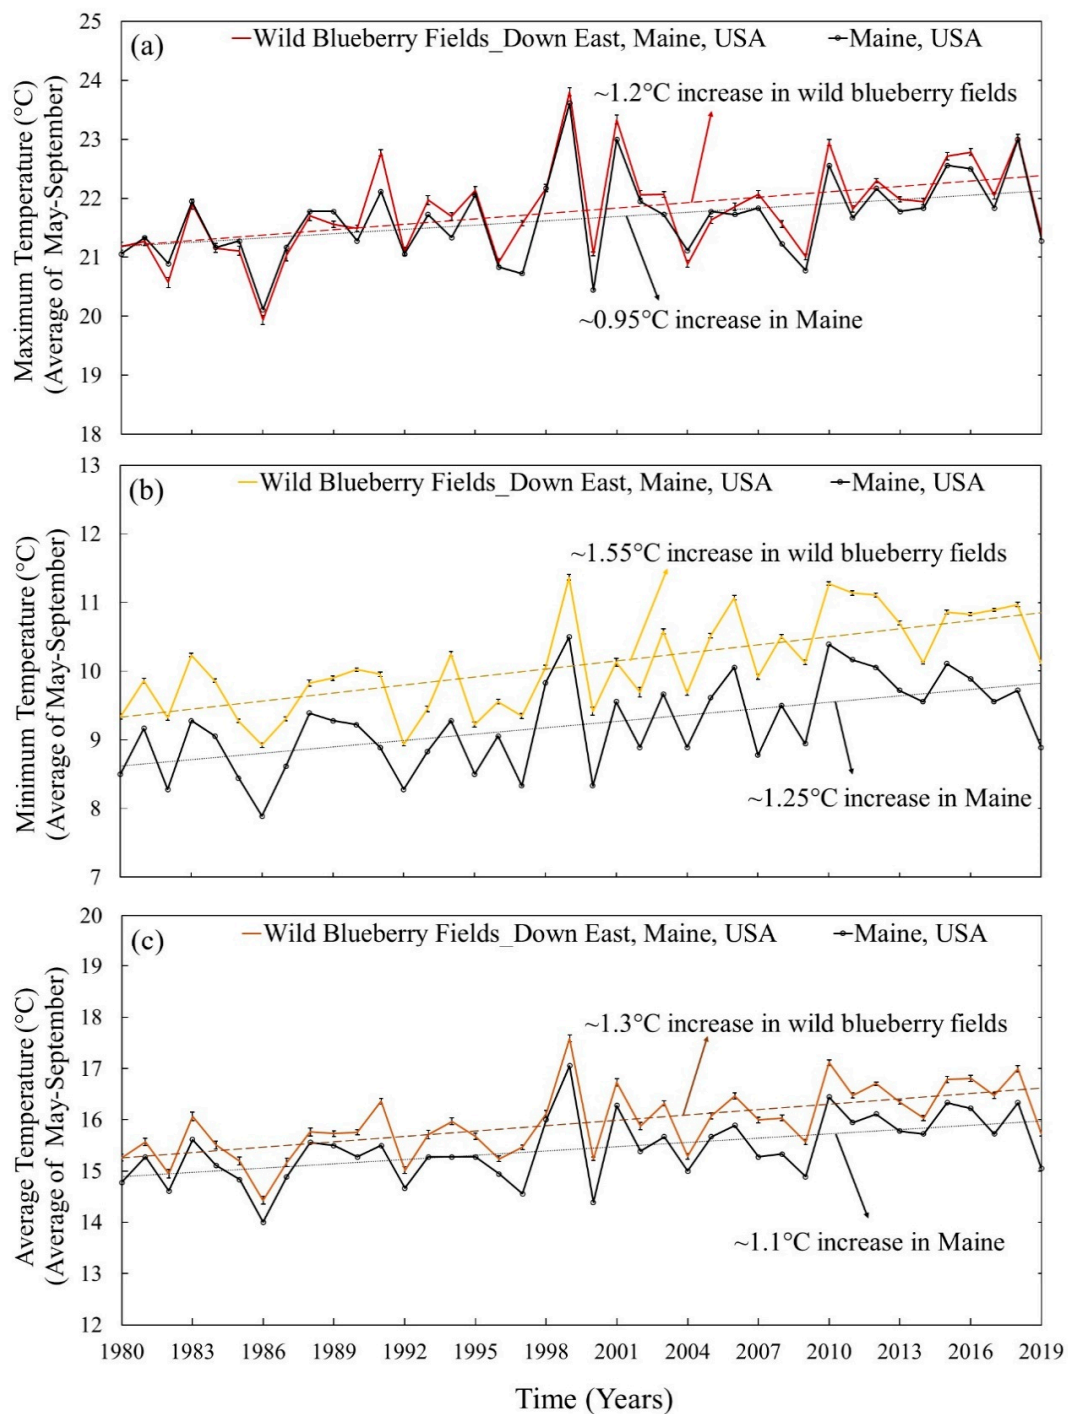 (a)
Wild Blueberry Fields_Down East, Maine, USA
Maine, USA
~1.2°C increase in wild blueberry fields
~0.95°C increase in Maine
Maximum Temperature (°C)
(Average of May-September)
25
24
23
22
21
20
19
18
(b)
Wild Blueberry Fields_Down East, Maine, USA
Maine, USA
~1.55°C increase in wild blueberry fields
~1.25°C increase in Maine
Minimum Temperature (°C)
(Average of May-September)
13
12
11
10
9
8
7
(c)
Wild Blueberry Fields_Down East, Maine, USA
Maine, USA
~1.3°C increase in wild blueberry fields
~1.1°C increase in Maine
Average Temperature (°C)
(Average of May-September)
20
19
18
17
16
15
14
13
12
1980 1983 1986 1989 1992 1995 1998 2001 2004 2007 2010 2013 2016 2019
Time (Years)